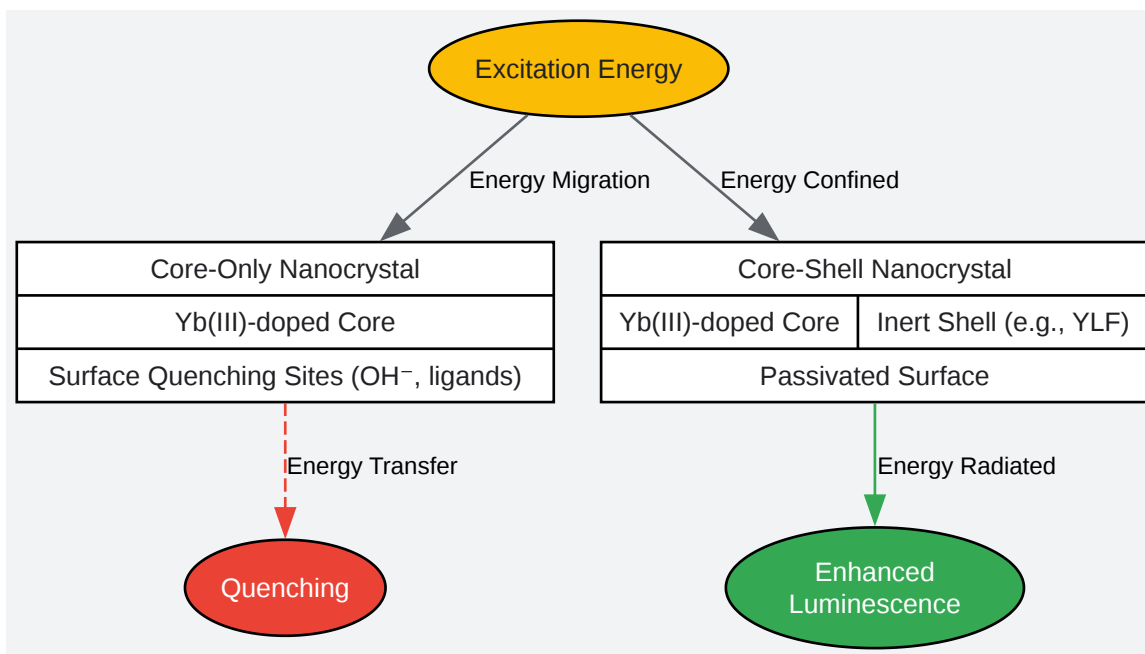 Excitation Energy
Energy Migration
Energy Confined
Core-Only Nanocrystal
Yb(III)-doped Core
Surface Quenching Sites (OH⁻, ligands)
Core-Shell Nanocrystal
Yb(III)-doped Core
Inert Shell (e.g., YLF)
Passivated Surface
Energy Transfer
Energy Radiated
Quenching
Enhanced
Luminescence